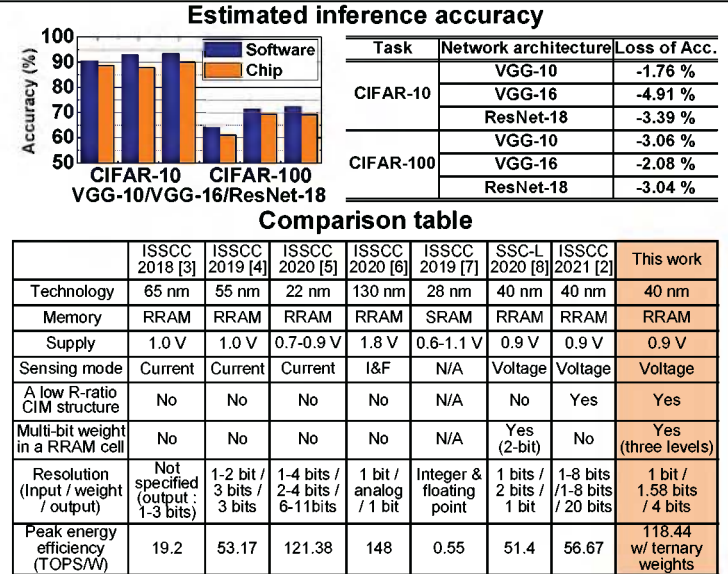 Estimated inference accuracy
Accuracy (%)
100
90
80
70
60
50
Software
Chip
CIFAR-10 CIFAR-100
VGG-10/VGG-16/ResNet-18
Task Network architecture Loss of Acc.
CIFAR-10
VGG-10 -1.76 %
VGG-16 -4.91 %
ResNet-18 -3.39 %
CIFAR-100
VGG-10 -3.06 %
VGG-16 -2.08 %
ResNet-18 -3.04 %
Comparison table
ISSCC ISSCC ISSCC ISSCC ISSCC SSC-L ISSCC This work
2018 [3] 2019 [4] 2020 [5] 2020 [6] 2019 [7] 2020 [8] 2021 [2]
Technology 65 nm 55 nm 22 nm 130 nm 28 nm 40 nm 40 nm 40 nm
Memory RRAM RRAM RRAM RRAM SRAM RRAM RRAM RRAM
Supply 1.0 V 1.0 V 0.7-0.9 V 1.8 V 0.6-1.1 V 0.9 V 0.9 V 0.9 V
Sensing mode Current Current Current I&F N/A Voltage Voltage Voltage
A low R-ratio
CIM structure No No No No N/A No Yes Yes
Multi-bit weight
in a RRAM cell No No No No N/A Yes
(2-bit) No Yes
(three levels)
Resolution
(Input / weight
/ output)
Not
specified
(output :
1-3 bits)
1-2 bit /
3 bits /
3 bits
1-4 bits /
2-4 bits /
6-11bits
1 bit /
analog
/ 1 bit
Integer &
floating
point
1 bits /
2 bits /
1 bit
1-8 bits
/1-8 bits
/ 20 bits
1 bit /
1.58 bits
/ 4 bits
Peak energy
efficiency
(TOPS/W)
19.2 53.17 121.38 148 0.55 51.4 56.67 118.44
w/ ternary
weights